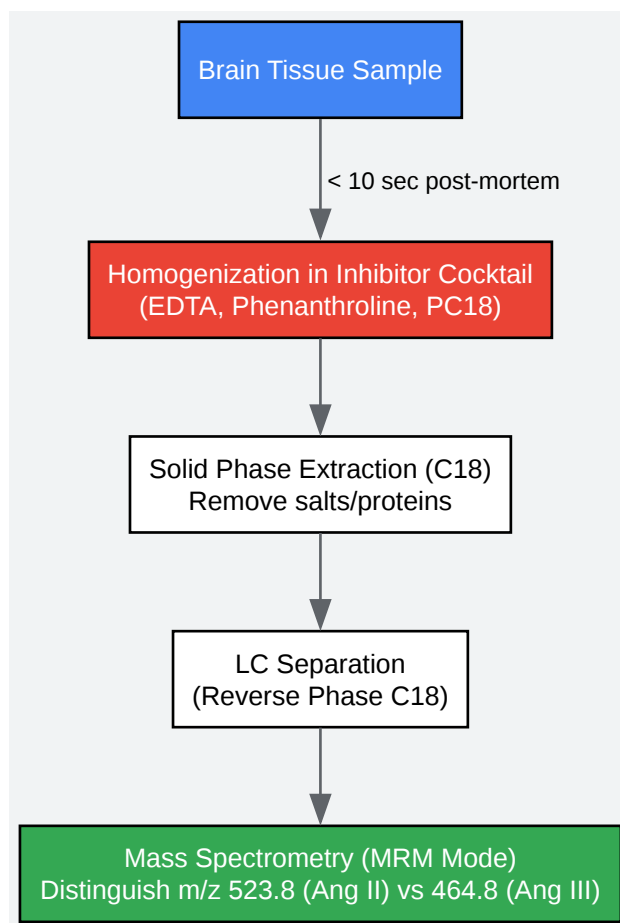 Brain Tissue Sample
< 10 sec post-mortem
Homogenization in Inhibitor Cocktail
(EDTA, Phenanthroline, PC18)
Solid Phase Extraction (C18)
Remove salts/proteins
LC Separation
(Reverse Phase C18)
Mass Spectrometry (MRM Mode)
Distinguish m/z 523.8 (Ang II) vs 464.8 (Ang III)